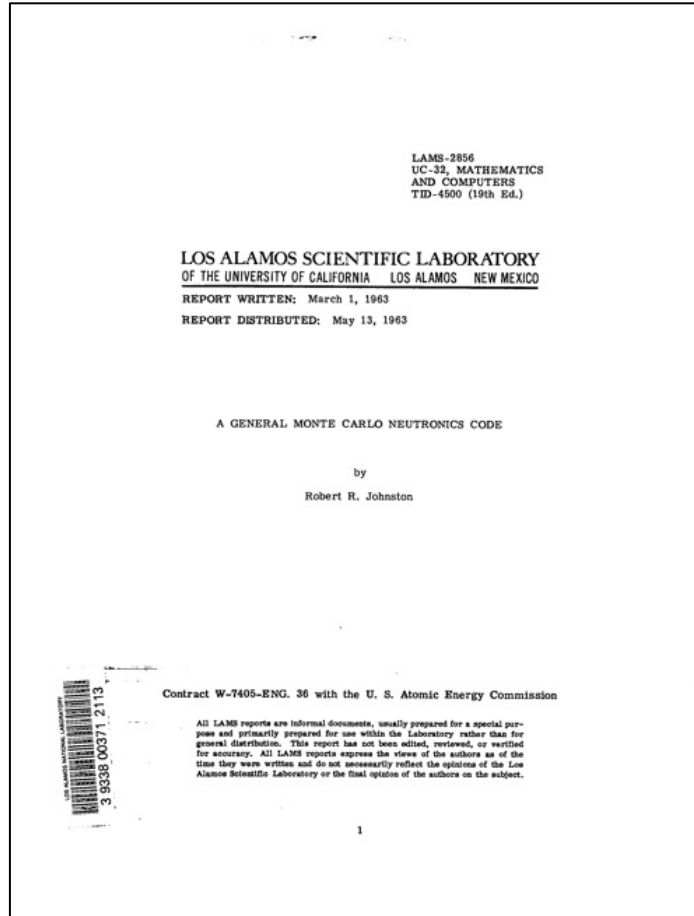 LAMS-2856
UC-32, MATHEMATICS
AND COMPUTERS
TID-4500 (19th Ed.)
LOS ALAMOS SCIENTIFIC LABORATORY
OF THE UNIVERSITY OF CALIFORNIA LOS ALAMOS NEW MEXICO
REPORT WRITTEN: March 1, 1963
REPORT DISTRIBUTED: May 13, 1963
A GENERAL MONTE CARLO NEUTRONICS CODE
by
Robert R. Johnston
LOS ALAMOS NATIONAL LABORATORY
3 9338 00371 2113
Contract W-7405-ENG. 36 with the U. S. Atomic Energy Commission
All LAMS reports are informal documents, usually prepared for a special pur-
pose and primarily prepared for use within the Laboratory rather than for
general distribution. This report has not been edited, reviewed, or verified
for accuracy. All LAMS reports express the views of the authors as of the
time they were written and do not necessarily reflect the opinions of the Los
Alamos Scientific Laboratory or the final opinion of the authors on the subject.
1